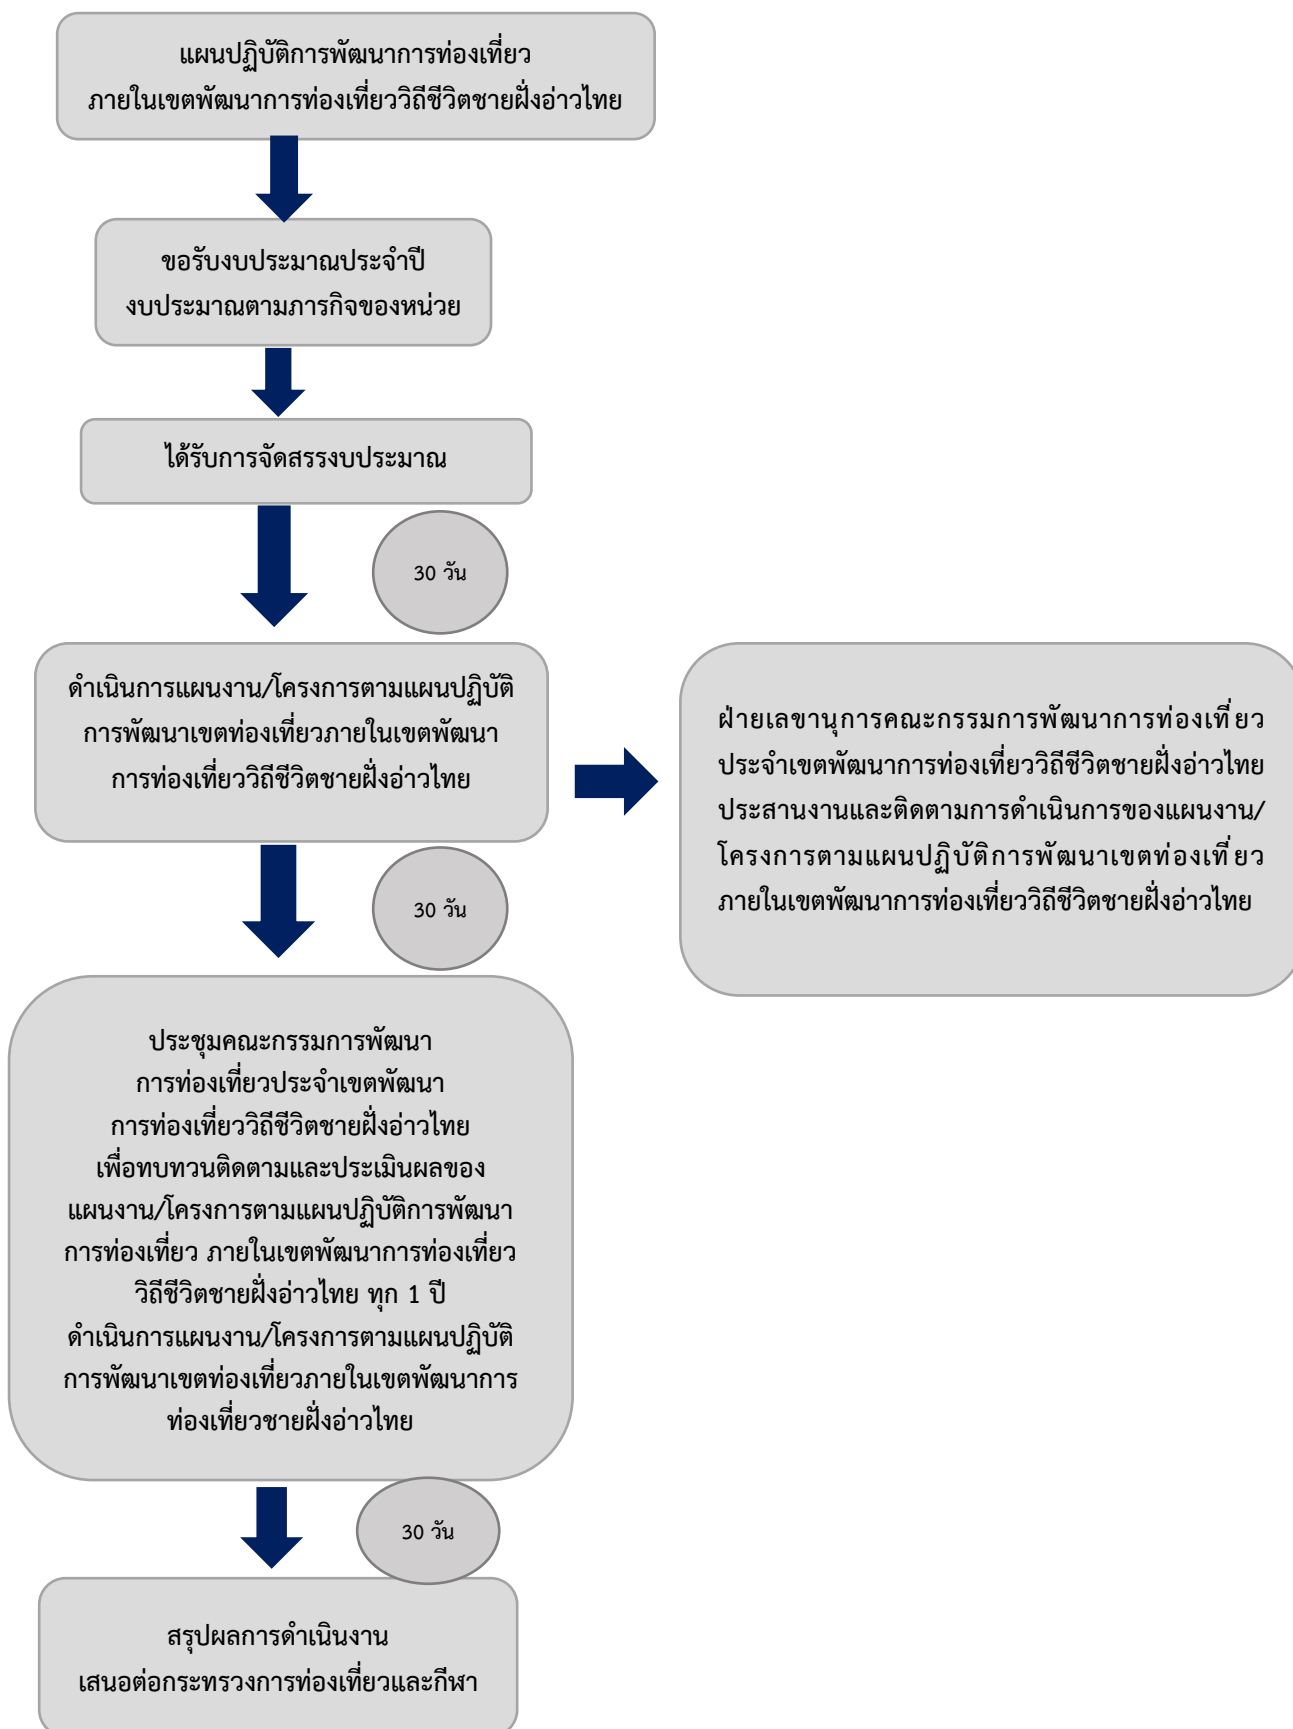 แผนปฏิบัติการพัฒนาการท่องเที่ยว
ภายในเขตพัฒนาการท่องเที่ยววิถีชีวิตชายฝั่งอ่าวไทย
ขอรับงบประมาณประจำปี
งบประมาณตามภารกิจของหน่วย
ได้รับการจัดสรรงบประมาณ
30 วัน
ดำเนินการแผนงาน/โครงการตามแผนปฏิบัติ
การพัฒนาเขตท่องเที่ยวภายในเขตพัฒนา
การท่องเที่ยววิถีชีวิตชายฝั่งอ่าวไทย
ฝ่ายเลขานุการคณะกรรมการพัฒนาการท่องเที่ยว
ประจำเขตพัฒนาการท่องเที่ยววิถีชีวิตชายฝั่งอ่าวไทย
ประสานงานและติดตามการดำเนินการของแผนงาน/
โครงการตามแผนปฏิบัติการพัฒนาเขตท่องเที่ยว
ภายในเขตพัฒนาการท่องเที่ยววิถีชีวิตชายฝั่งอ่าวไทย
30 วัน
ประชุมคณะกรรมการพัฒนา
การท่องเที่ยวประจำเขตพัฒนา
การท่องเที่ยววิถีชีวิตชายฝั่งอ่าวไทย
เพื่อทบทวนติดตามและประเมินผลของ
แผนงาน/โครงการตามแผนปฏิบัติการพัฒนา
การท่องเที่ยว ภายในเขตพัฒนาการท่องเที่ยว
วิถีชีวิตชายฝั่งอ่าวไทย ทุก 1 ปี
ดำเนินการแผนงาน/โครงการตามแผนปฏิบัติ
การพัฒนาเขตท่องเที่ยวภายในเขตพัฒนาการ
ท่องเที่ยวชายฝั่งอ่าวไทย
30 วัน
สรุปผลการดำเนินงาน
เสนอต่อกระทรวงการท่องเที่ยวและกีฬา